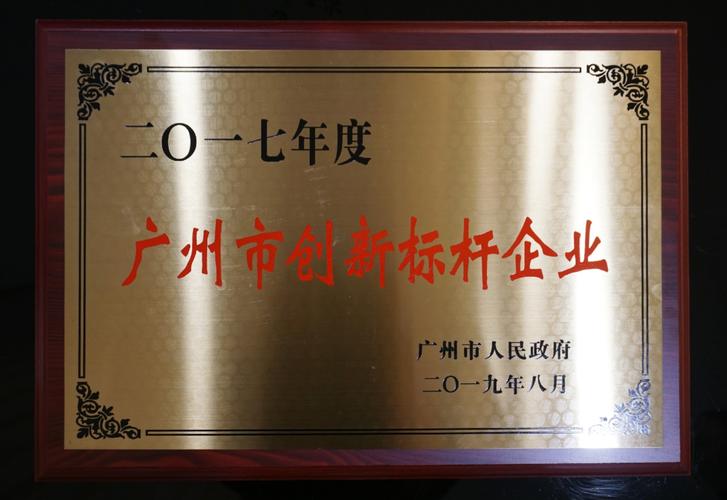 二〇一七年度
广州市创新标杆企业
广州市人民政府
二〇一九年八月